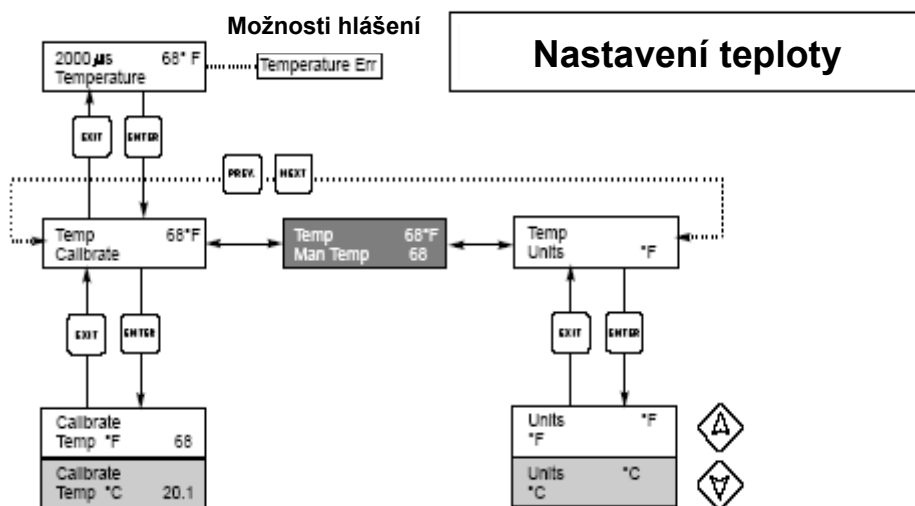 Možnosti hlášení
Nastavení teploty
2000 µs 68° F
Temperature
Temperature Err
EXIT
ENTER
PREV.
NEXT
Temp 68°F
Calibrate
Temp 68°F
Man Temp 68
Temp
Units °F
EXIT
ENTER
EXIT
ENTER
Calibrate
Temp °F 68
Calibrate
Temp °C 20.1
Units °F
°F
Units °C
°C